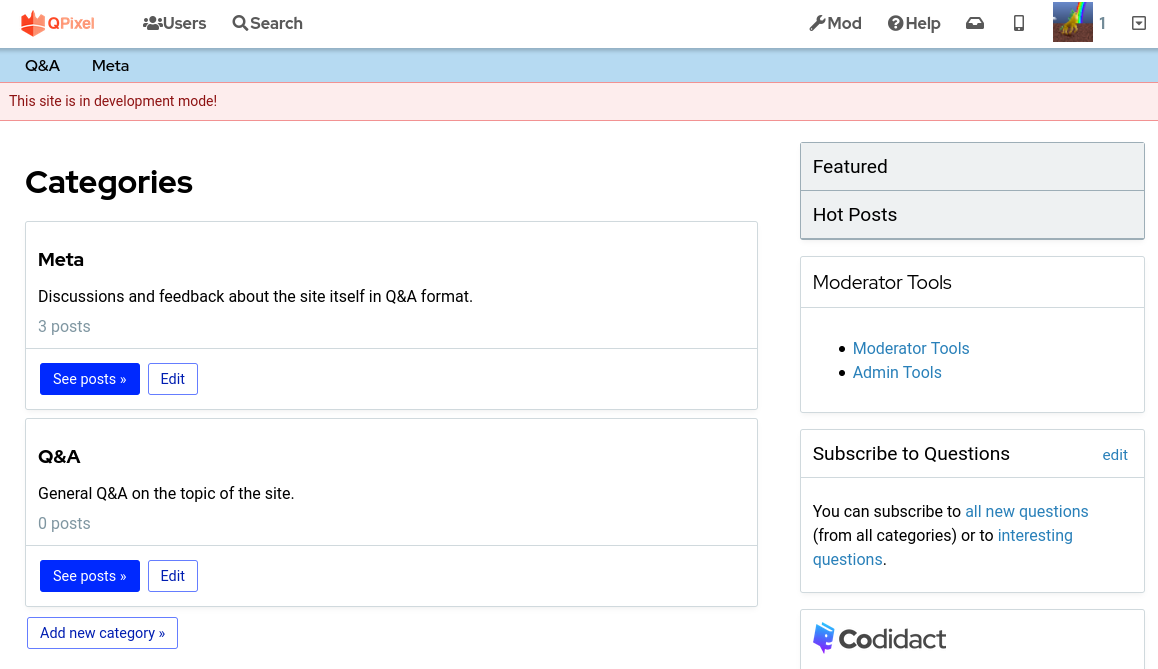 QPixel Users Search Mod Help 1
Q&A Meta
This site is in development mode!
Categories
Meta
Discussions and feedback about the site itself in Q&A format.
3 posts
See posts » Edit
Q&A
General Q&A on the topic of the site.
0 posts
See posts » Edit
Add new category »
Featured
Hot Posts
Moderator Tools
Moderator Tools
Admin Tools
Subscribe to Questions edit
You can subscribe to all new questions
(from all categories) or to interesting
questions.
Codidact